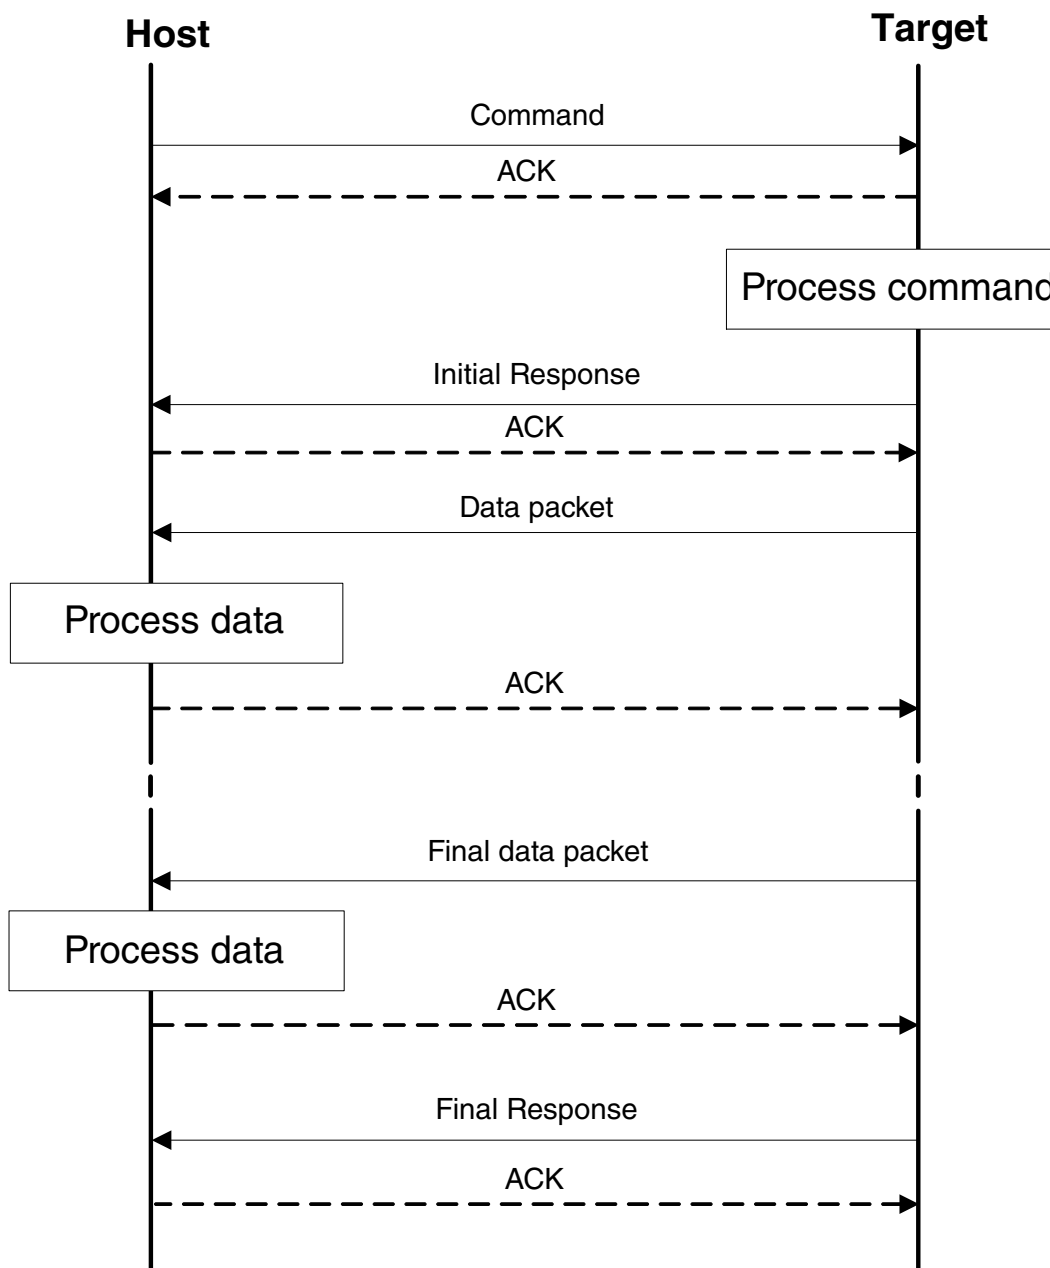 Host
Target
Command
ACK
Process command
Initial Response
ACK
Data packet
Process data
ACK
Final data packet
Process data
ACK
Final Response
ACK